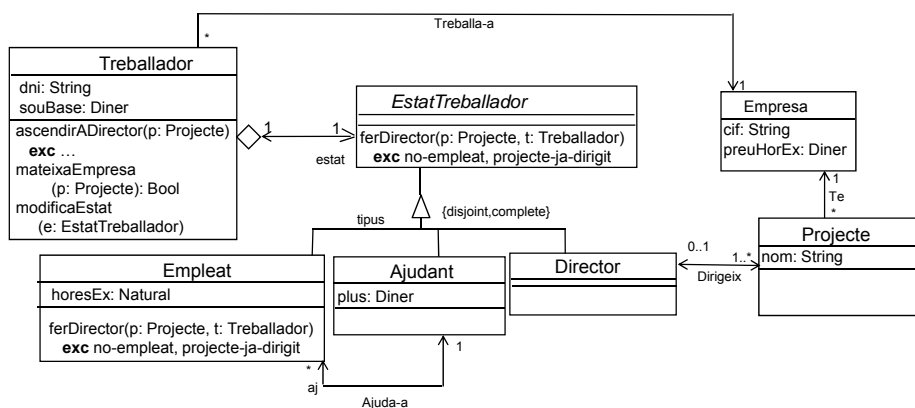 Treballa-a
*
1
Treballador
dni: String
souBase: Diner
ascendirADirector(p: Projecte)
exc ...
mateixaEmpresa
(p: Projecte): Bool
modificaEstat
(e: EstatTreballador)
1
1
estat
EstatTreballador
ferDirector(p: Projecte, t: Treballador)
exc no-empleat, projecte-ja-dirigit
Empresa
cif: String
preuHorEx: Diner
1
Te
*
tipus
{disjoint,complete}
Projecte
nom: String
Empleat
horesEx: Natural
ferDirector(p: Projecte, t: Treballador)
exc no-empleat, projecte-ja-dirigit
Ajudant
plus: Diner
Director
0..1
1..*
Dirigeix
*
aj
1
Ajuda-a